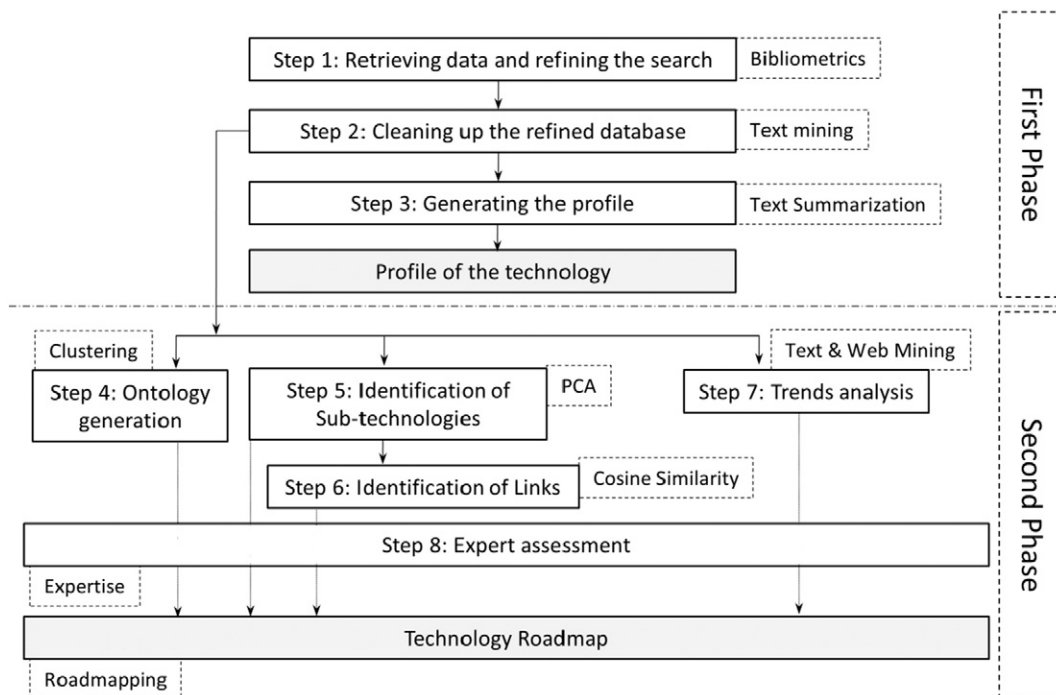 Step 1: Retrieving data and refining the search
Bibliometrics
Step 2: Cleaning up the refined database
Text mining
Step 3: Generating the profile
Text Summarization
Profile of the technology
First Phase
Clustering
Text & Web Mining
Step 4: Ontology
generation
Step 5: Identification of
Sub-technologies
PCA
Step 7: Trends analysis
Step 6: Identification of Links
Cosine Similarity
Step 8: Expert assessment
Expertise
Technology Roadmap
Roadmapping
Second Phase